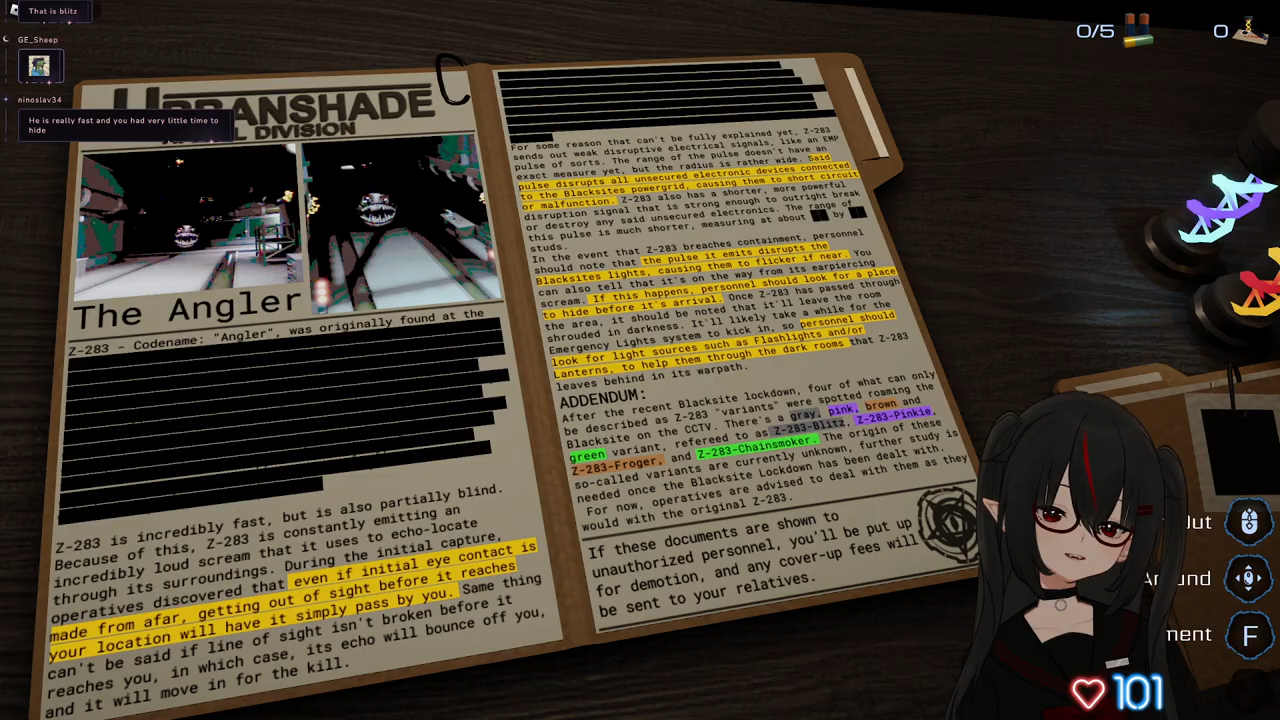 That is blitz
GE_Sheep
ninoslav34
He is really fast and you had very little time to
hide
0/5
0
URBANSHADE
DIVISION
The Angler
Z-283 - Codename: "Angler", was originally found at the
Z-283 is incredibly fast, but is also partially blind.
Because of this, Z-283 is constantly emitting an
incredibly loud scream that it uses to echo-locate
through its surroundings. During the initial capture,
operatives discovered that even if initial eye contact is
made from afar, getting out of sight before it reaches
your location will have it simply pass by you. Same thing
can't be said if line of sight isn't broken before it
reaches you, in which case, its echo will bounce off you,
and it will move in for the kill.
For some reason that can't be fully explained yet, Z-283
sends out weak disruptive electrical signals, like an EMP
pulse of sorts. The range of the pulse doesn't have an
exact measure yet, but the radius is rather wide. Said
pulse disrupts all unsecured electronic devices connected
to the Blacksites powergrid, causing them to short circuit
or malfunction. Z-283 also has a shorter, more powerful
disruption signal that is strong enough to outright break
or destroy any said unsecured electronics. The range of
this pulse is much shorter, measuring at about by
studs.
In the event that Z-283 breaches containment, personnel
should note that the pulse it emits disrupts the
Blacksites lights, causing them to flicker if near. You
can also tell that it's on the way from its earpiercing
scream. If this happens, personnel should look for a place
to hide before it's arrival. Once Z-283 has passed through
the area, it should be noted that it'll leave the room
shrouded in darkness. It'll likely take a while for the
Emergency Lights system to kick in, so personnel should
look for light sources such as Flashlights and/or
Lanterns, to help them through the dark rooms that Z-283
leaves behind in its warpath.
ADDENDUM:
After the recent Blacksite lockdown, four of what can only
be described as Z-283 "variants" were spotted roaming the
Blacksite on the CCTV. There's a gray, pink, brown and
green variant, refereed to as Z-283-Blitz, Z-283-Pinkie,
Z-283-Froger, and Z-283-Chainsmoker. The origin of these
so-called variants are currently unknown, further study is
needed once the Blacksite Lockdown has been dealt with.
For now, operatives are advised to deal with them as they
would with the original Z-283.
If these documents are shown to
unauthorized personnel, you'll be put up
for demotion, and any cover-up fees will
be sent to your relatives.
ment
F
101